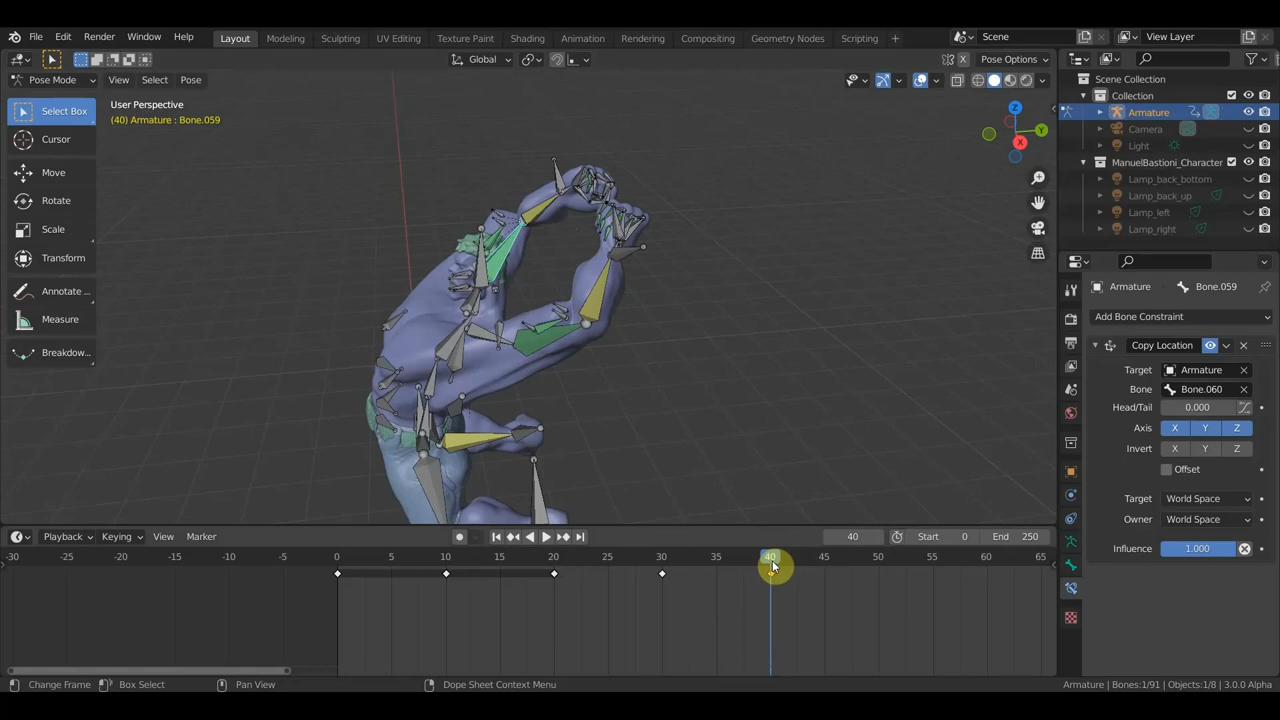 File Edit Render Window Help Layout Modeling Sculpting UV Editing Texture Paint Shading Animation Rendering Compositing Geometry Nodes Scripting + Scene View Layer
Global X Pose Options
Pose Mode View Select Pose
User Perspective
(40) Armature : Bone.059
Select Box
Cursor
Move
Rotate
Scale
Transform
Annotate ...
Measure
Breakdow...
Z
Y
X
Scene Collection
Collection
Armature
Camera
Light
ManuelBastioni_Character
Lamp_back_bottom
Lamp_back_up
Lamp_left
Lamp_right
Armature Bone.059
Add Bone Constraint
Copy Location
Target Armature
Bone Bone.060
Head/Tail 0.000
Axis X Y Z
Invert X Y Z
Offset
Target World Space
Owner World Space
Influence 1.000
Playback Keying View Marker 40 Start 0 End 250
-30 -25 -20 -15 -10 -5 0 5 10 15 20 25 30 35 40 45 50 55 60 65
Change Frame Box Select Pan View Dope Sheet Context Menu Armature | Bones:1/91 | Objects:1/8 | 3.0.0 Alpha